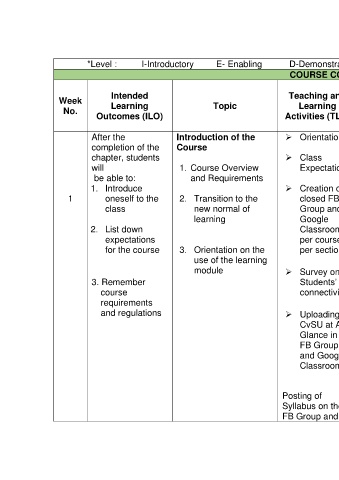 *Level : I-Introductory E- Enabling
COURSE
Week No.
Intended Learning Outcomes (ILO)
Topic
Teaching
Learning
Activities
1
After the
completion of the
chapter, students
will
be able to:
1. Introduce
oneself to the
class
2. List down
expectations
for the course
3. Remember
course
requirements
and regulations
Introduction of the
Course
1. Course Overview
and Requirements
2. Transition to the
new normal of
learning
3. Orientation on the
use of the learning
module
➢ Orientatio
➢ Class
Expectati
➢ Creation o
closed FB
Group and
Google
Classroom
per course
per sectio
➢ Survey on
Students'
connectivi
➢ Uploading
CvSU at A
Glance in
FB Group
and Goog
Classroom
Posting of
Syllabus on th
FB Group and